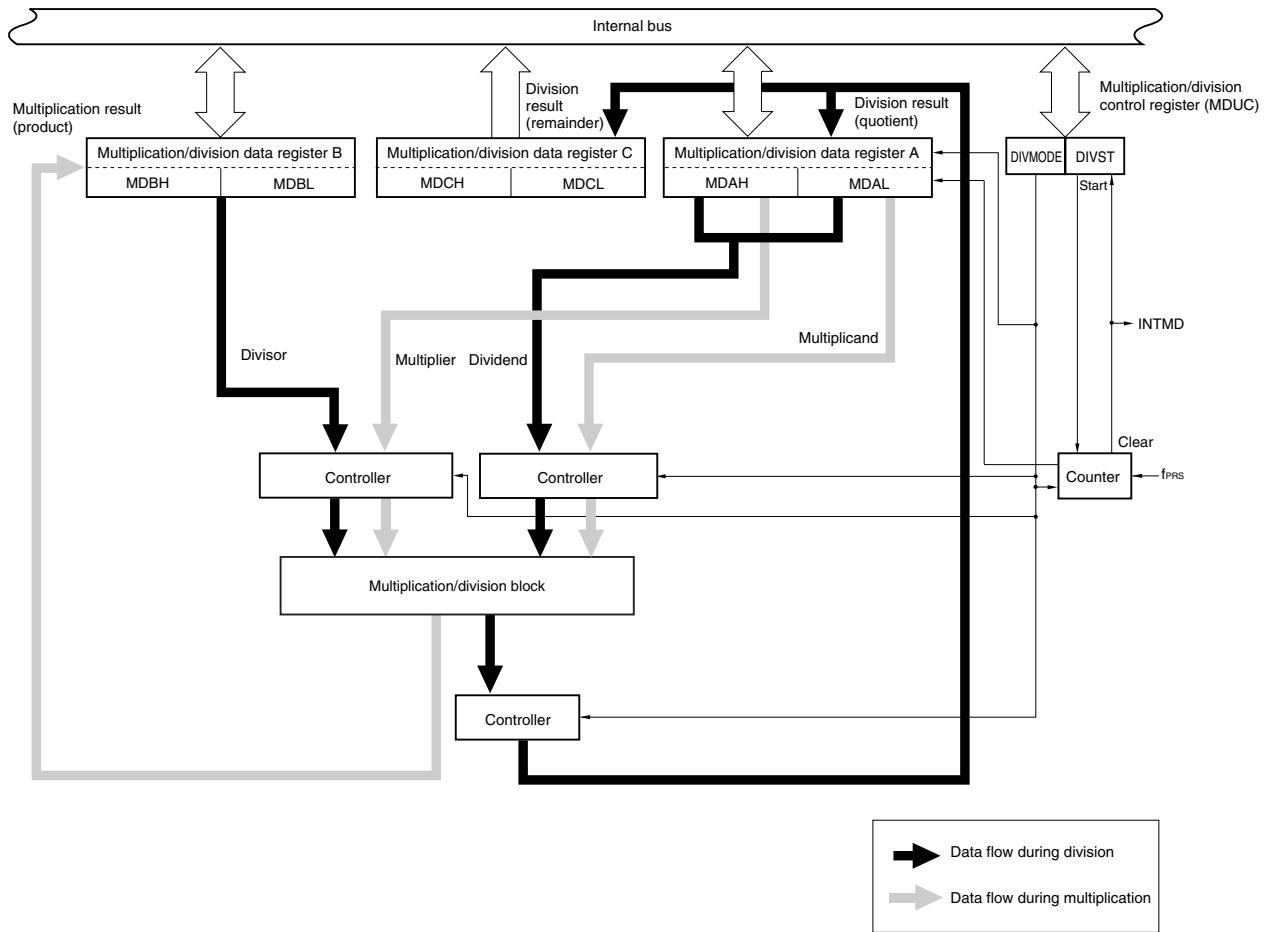 Internal bus
Multiplication result
(product)
Division
result
(remainder)
Division result
(quotient)
Multiplication/division
control register (MDUC)
Multiplication/division data register B
MDBH
MDBL
Multiplication/division data register C
MDCH
MDCL
Multiplication/division data register A
MDAH
MDAL
DIVMODE
DIVST
Start
INTMD
Divisor
Multiplier
Dividend
Multiplicand
Clear
Controller
Controller
Counter
fPRS
Multiplication/division block
Controller
Data flow during division
Data flow during multiplication